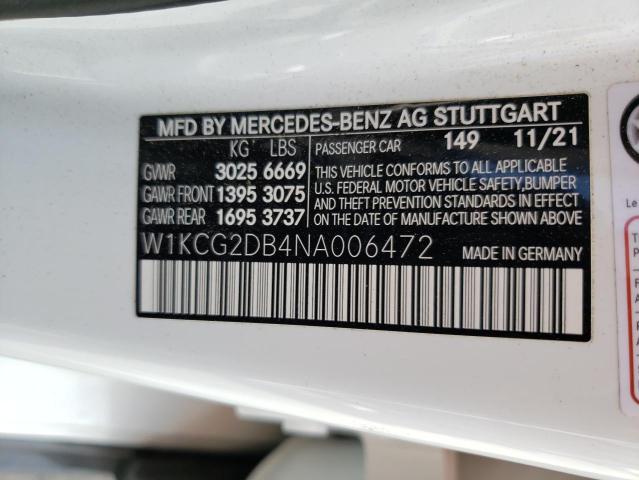 MFD BY MERCEDES-BENZ AG STUTTGART
KG LBS PASSENGER CAR 149 11/21
GVWR 3025 6669
GAWR FRONT 1395 3075
GAWR REAR 1695 3737
THIS VEHICLE CONFORMS TO ALL APPLICABLE
U.S. FEDERAL MOTOR VEHICLE SAFETY, BUMPER
AND THEFT PREVENTION STANDARDS IN EFFECT
ON THE DATE OF MANUFACTURE SHOWN ABOVE
W1KCG2DB4NA006472
MADE IN GERMANY
Le